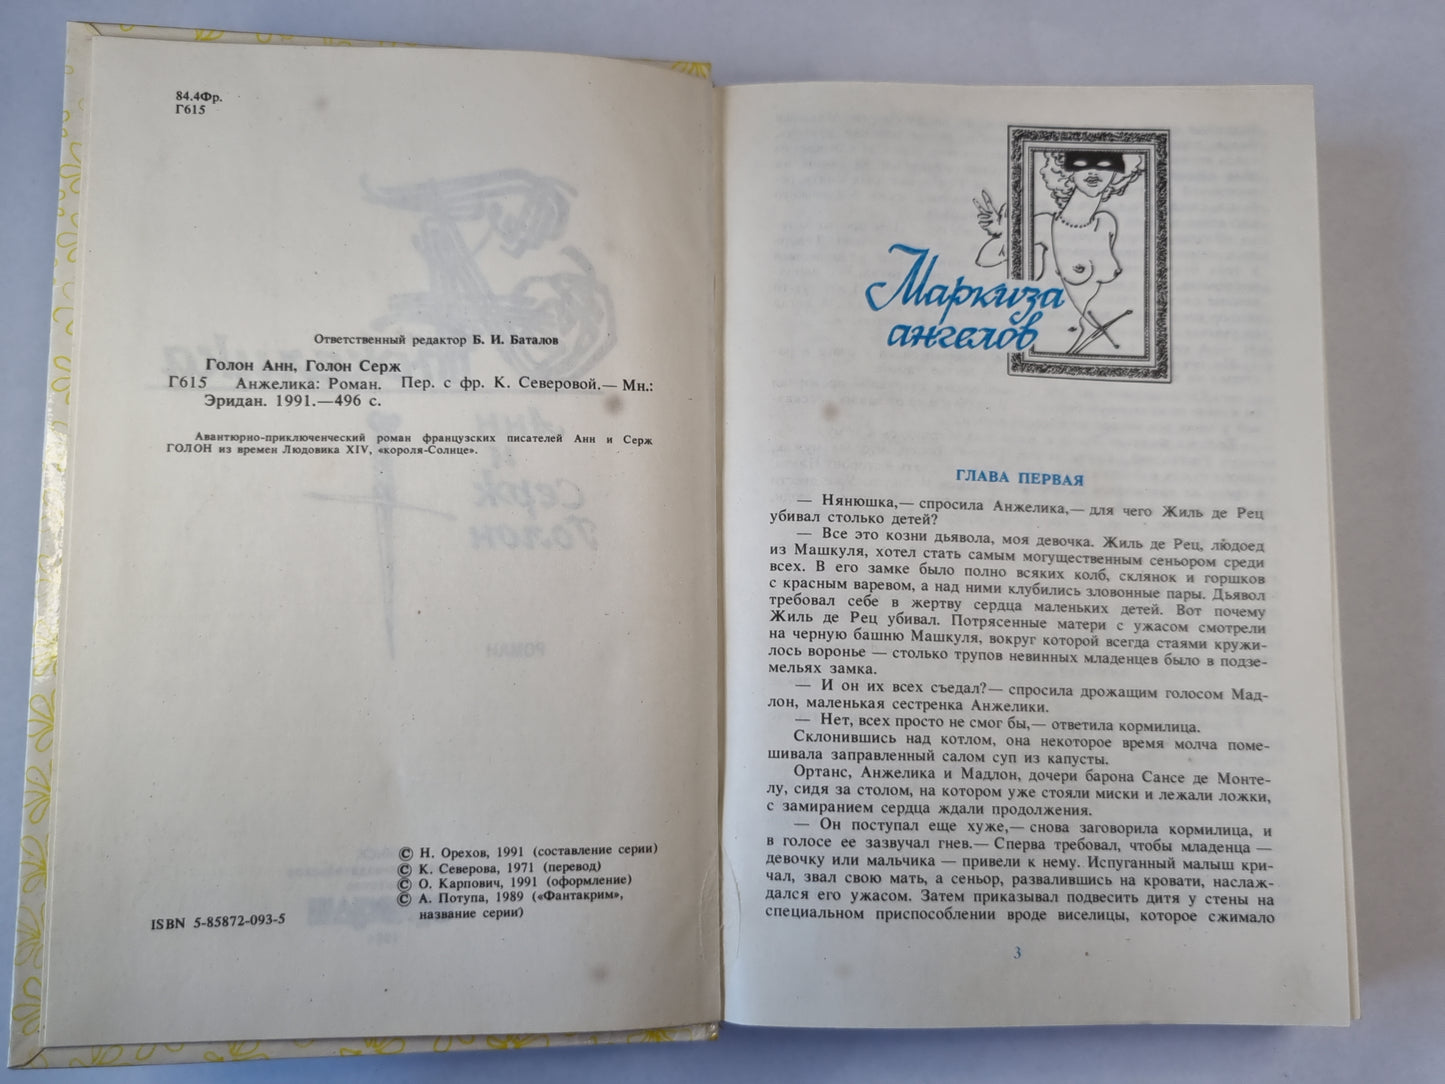 84.4Фр.
Г615
Ответственный редактор Б. И. Баталов
Голон Анн, Голон Серж
Г615 Анжелика: Роман. Пер. с фр. К. Северовой.— Мн.:
Эридан. 1991.—496 с.
Авантюрно-приключенческий роман французских писателей Анн и Серж
ГОЛОН из времен Людовика XIV, «короля-Солнце».
© Н. Орехов, 1991 (составление серии)
© К. Северова, 1971 (перевод)
© О. Карпович, 1991 (оформление)
© А. Потупа, 1989 («Фантакрим»,
название серии)
ISBN 5-85872-093-5
Маркиза
ангелов
ГЛАВА ПЕРВАЯ
— Нянюшка,— спросила Анжелика,— для чего Жиль де Рец
убивал столько детей?
— Все это козни дьявола, моя девочка. Жиль де Рец, людоед
из Машкуля, хотел стать самым могущественным сеньором среди
всех. В его замке было полно всяких колб, склянок и горшков
с красным варевом, а над ними клубились зловонные пары. Дьявол
требовал себе в жертву сердца маленьких детей. Вот почему
Жиль де Рец убивал. Потрясенные матери с ужасом смотрели
на черную башню Машкуля, вокруг которой всегда стаями кружи-
лось воронье — столько трупов невинных младенцев было в подзе-
мельях замка.
— И он их всех съедал?— спросила дрожащим голосом Мад-
лон, маленькая сестренка Анжелики.
— Нет, всех просто не смог бы,— ответила кормилица.
Склонившись над котлом, она некоторое время молча поме-
шивала заправленный салом суп из капусты.
Ортанс, Анжелика и Мадлон, дочери барона Сансе де Монте-
лу, сидя за столом, на котором уже стояли миски и лежали ложки,
с замиранием сердца ждали продолжения.
— Он поступал еще хуже,— снова заговорила кормилица, и
в голосе ее зазвучал гнев.— Сперва требовал, чтобы младенца —
девочку или мальчика — привели к нему. Испуганный малыш кри-
чал, звал свою мать, а сеньор, развалившись на кровати, наслаж-
дался его ужасом. Затем приказывал подвесить дитя у стены на
специальном приспособлении вроде виселицы, которое сжимало
3